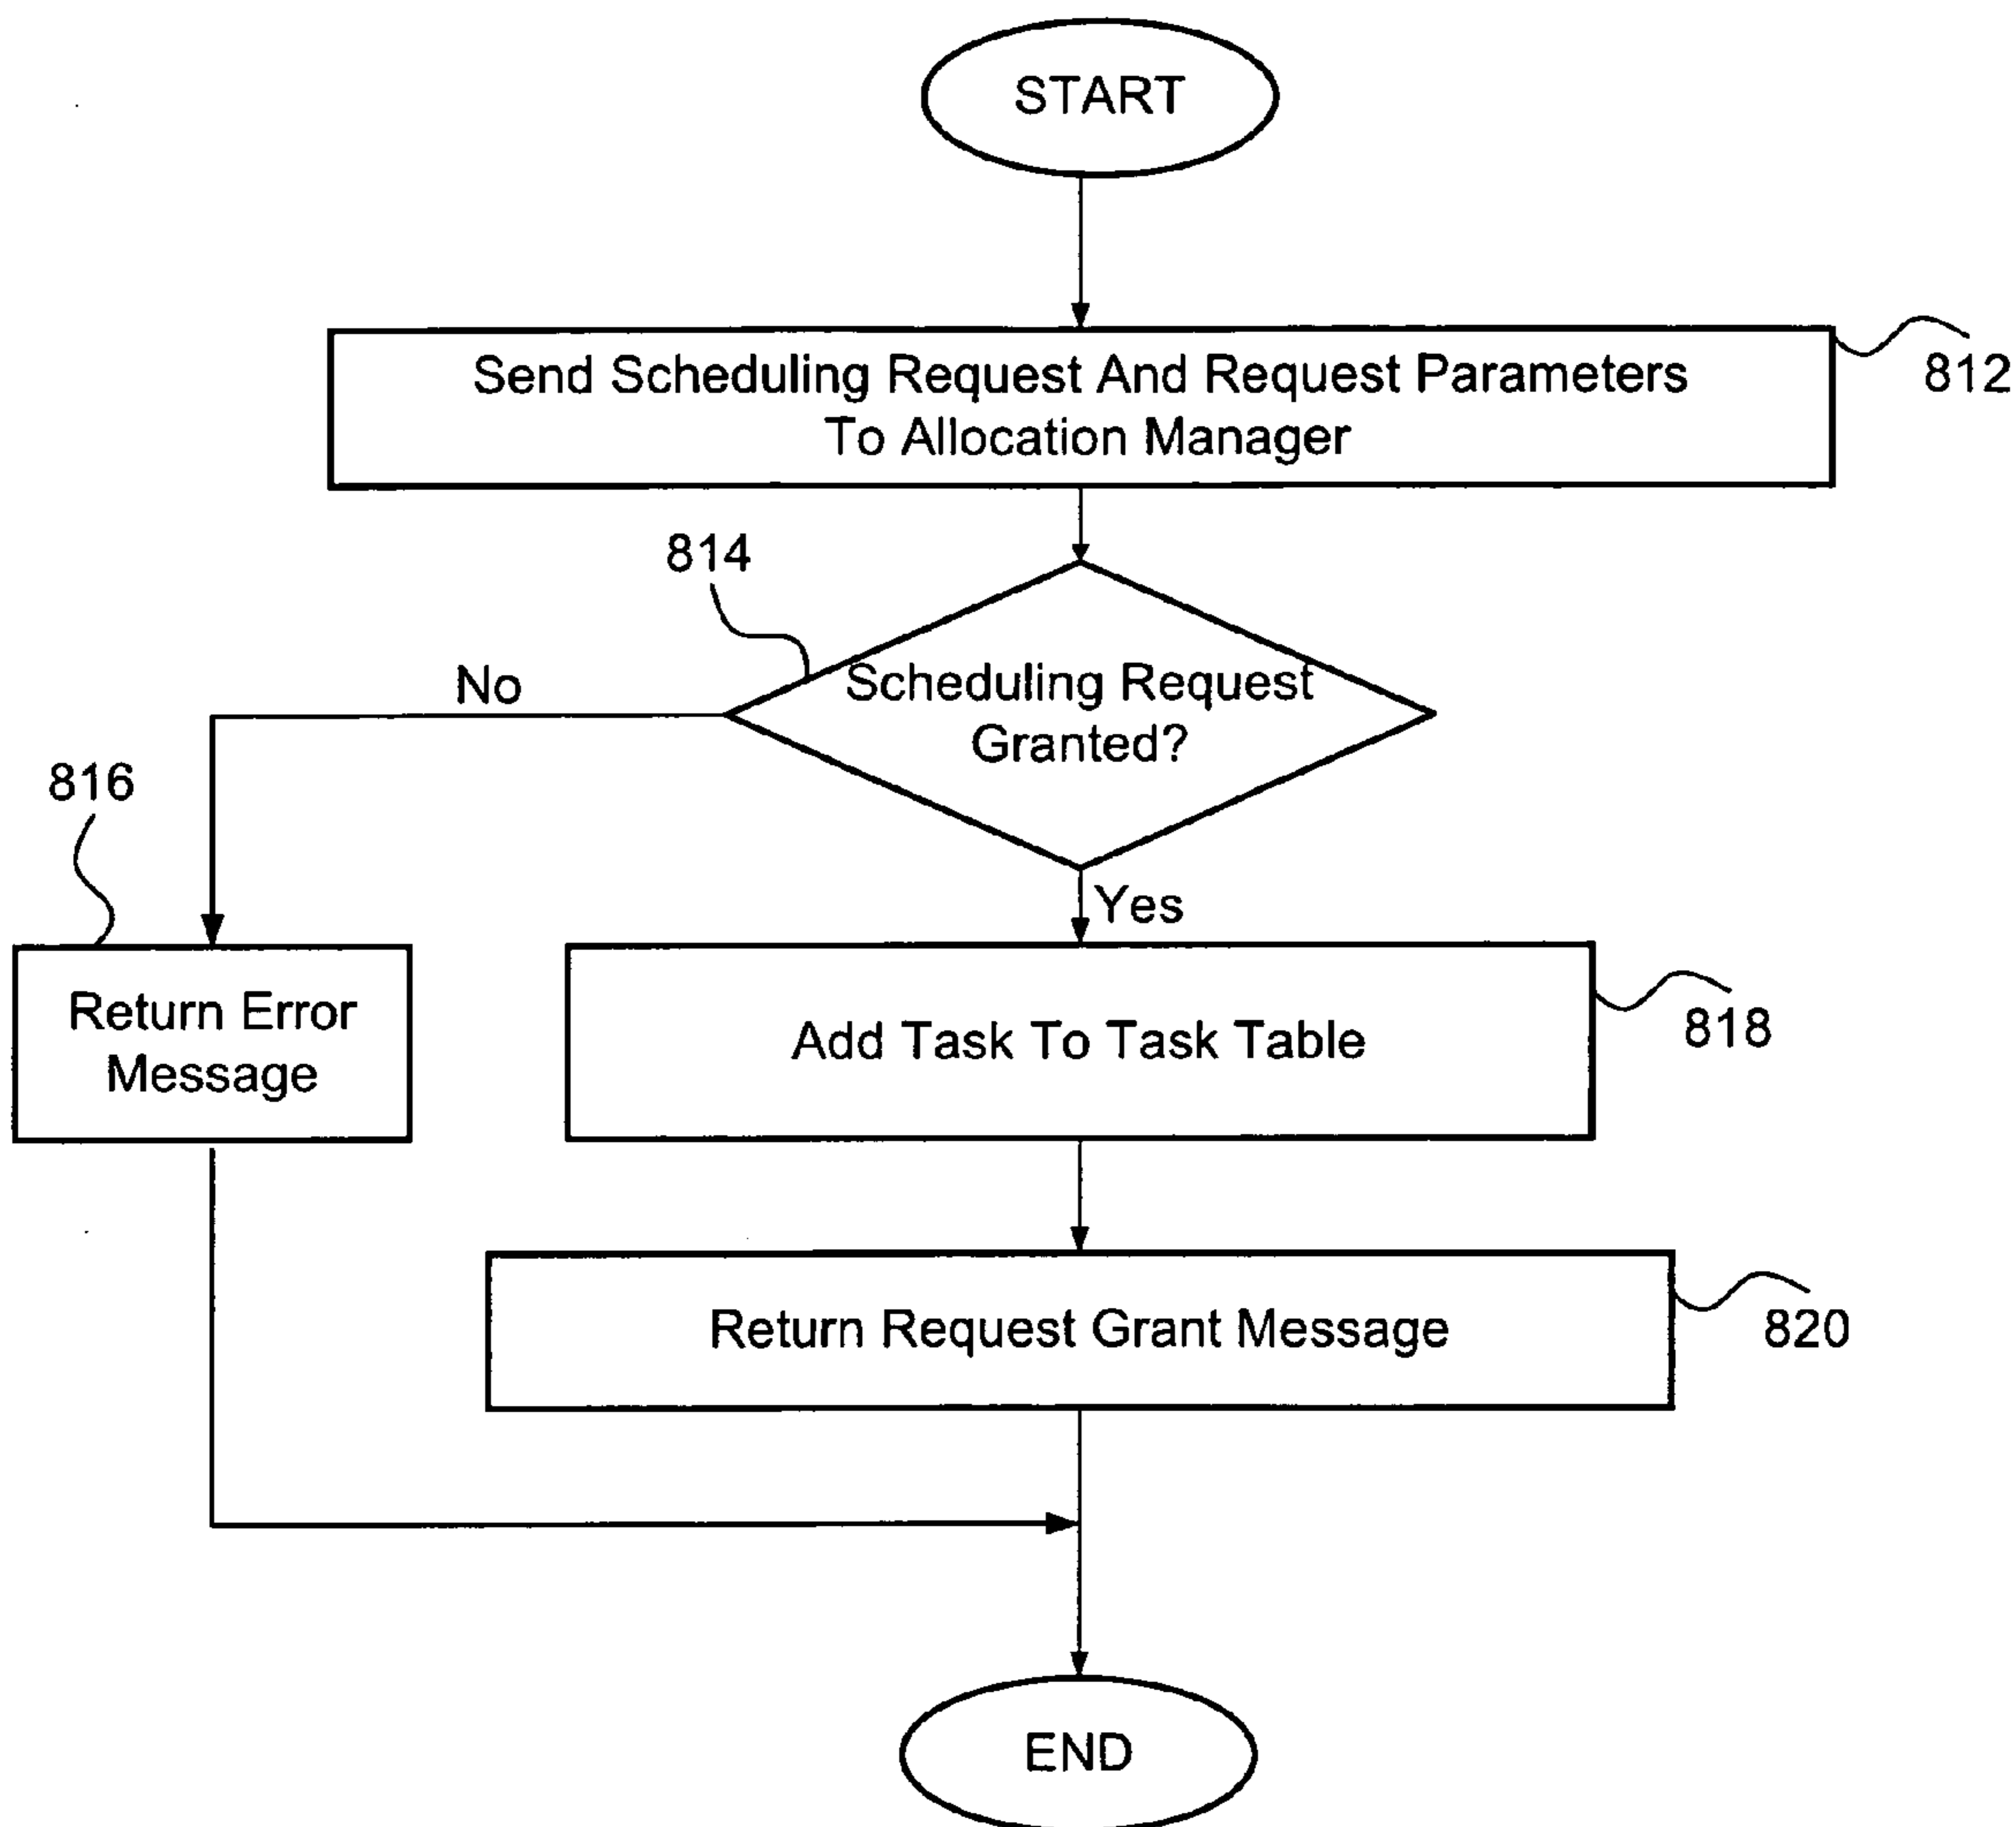 START
Send Scheduling Request And Request Parameters
To Allocation Manager
812
814
Scheduling Request
Granted?
No
Yes
816
Return Error
Message
Add Task To Task Table
818
Return Request Grant Message
820
END